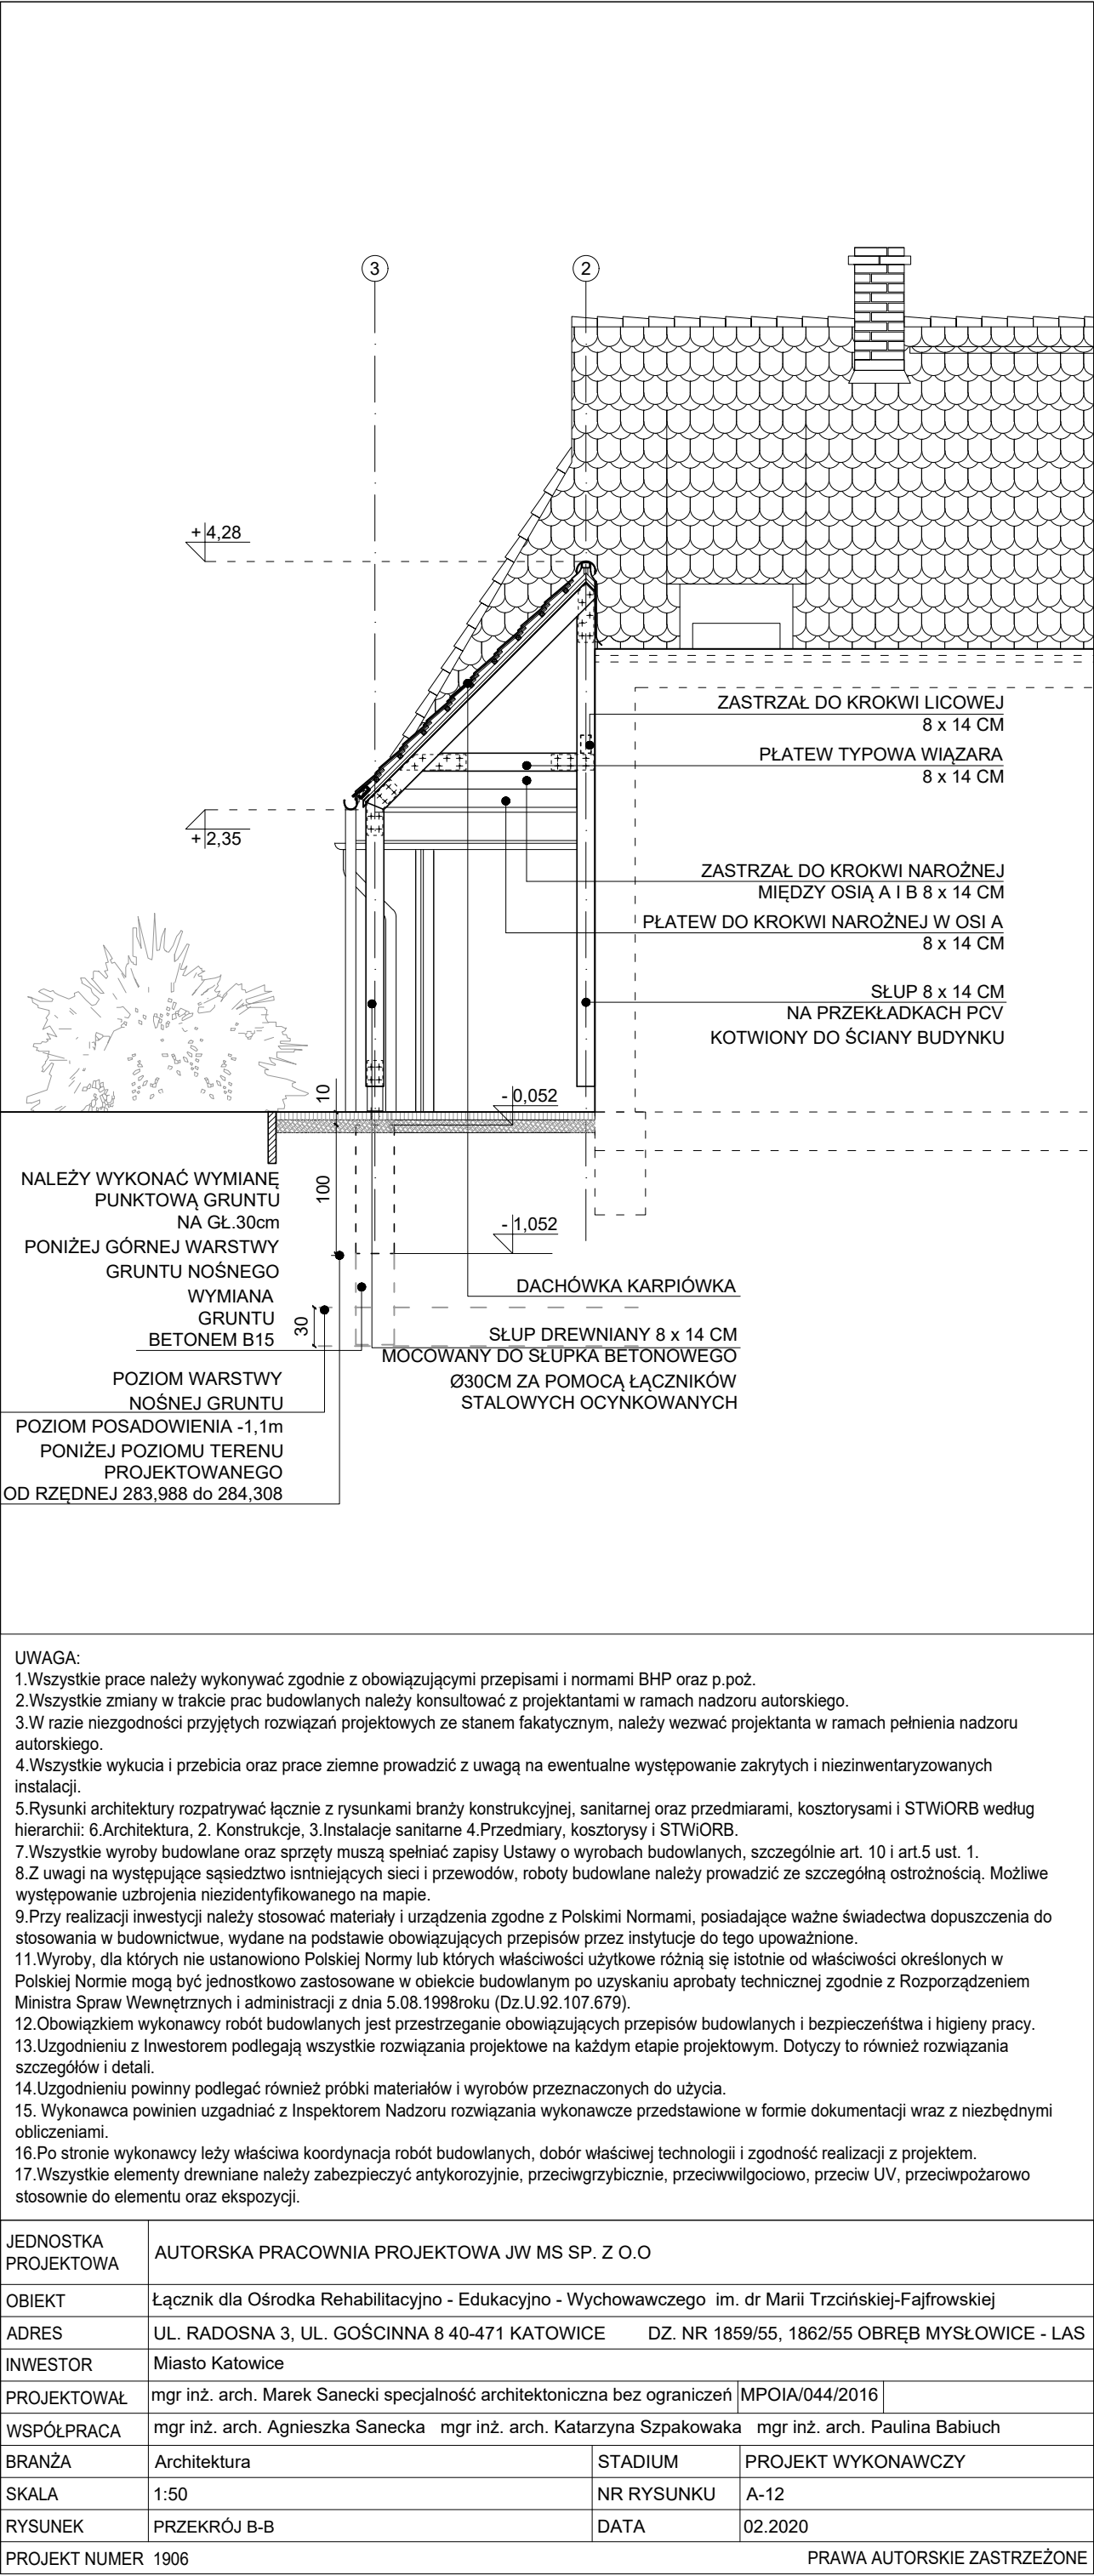 3
2
+ 4,28
ZASTRZAŁ DO KROKWI LICOWEJ
8 x 14 CM
PŁATEW TYPOWA WIĄZARA
8 x 14 CM
+ 2,35
ZASTRZAŁ DO KROKWI NAROŻNEJ
MIĘDZY OSIĄ A I B 8 x 14 CM
PŁATEW DO KROKWI NAROŻNEJ W OSI A
8 x 14 CM
SŁUP 8 x 14 CM
NA PRZEKŁADKACH PCV
KOTWIONY DO ŚCIANY BUDYNKU
10
- 0,052
100
- 1,052
NALEŻY WYKONAĆ WYMIANĘ
PUNKTOWĄ GRUNTU
NA GŁ.30cm
PONIŻEJ GÓRNEJ WARSTWY
GRUNTU NOŚNEGO
WYMIANA
GRUNTU
BETONEM B15
30
DACHÓWKA KARPIÓWKA
SŁUP DREWNIANY 8 x 14 CM
MOCOWANY DO SŁUPKA BETONOWEGO
Ø30CM ZA POMOCĄ ŁĄCZNIKÓW
STALOWYCH OCYNKOWANYCH
POZIOM WARSTWY
NOŚNEJ GRUNTU
POZIOM POSADOWIENIA -1,1m
PONIŻEJ POZIOMU TERENU
PROJEKTOWANEGO
OD RZĘDNEJ 283,988 do 284,308
UWAGA:
1.Wszystkie prace należy wykonywać zgodnie z obowiązującymi przepisami i normami BHP oraz p.poż.
2.Wszystkie zmiany w trakcie prac budowlanych należy konsultować z projektantami w ramach nadzoru autorskiego.
3.W razie niezgodności przyjętych rozwiązań projektowych ze stanem fakatycznym, należy wezwać projektanta w ramach pełnienia nadzoru
autorskiego.
4.Wszystkie wykucia i przebicia oraz prace ziemne prowadzić z uwagą na ewentualne występowanie zakrytych i niezinwentaryzowanych
instalacji.
5.Rysunki architektury rozpatrywać łącznie z rysunkami branży konstrukcyjnej, sanitarnej oraz przedmiarami, kosztorysami i STWiORB według
hierarchii: 6.Architektura, 2. Konstrukcje, 3.Instalacje sanitarne 4.Przedmiary, kosztorysy i STWiORB.
7.Wszystkie wyroby budowlane oraz sprzęty muszą spełniać zapisy Ustawy o wyrobach budowlanych, szczególnie art. 10 i art.5 ust. 1.
8.Z uwagi na występujące sąsiedztwo isntniejących sieci i przewodów, roboty budowlane należy prowadzić ze szczególną ostrożnością. Możliwe
występowanie uzbrojenia niezidentyfikowanego na mapie.
9.Przy realizacji inwestycji należy stosować materiały i urządzenia zgodne z Polskimi Normami, posiadające ważne świadectwa dopuszczenia do
stosowania w budownictwue, wydane na podstawie obowiązujących przepisów przez instytucje do tego upoważnione.
11.Wyroby, dla których nie ustanowiono Polskiej Normy lub których właściwości użytkowe różnią się istotnie od właściwości określonych w
Polskiej Normie mogą być jednostkowo zastosowane w obiekcie budowlanym po uzyskaniu aprobaty technicznej zgodnie z Rozporządzeniem
Ministra Spraw Wewnętrznych i administracji z dnia 5.08.1998roku (Dz.U.92.107.679).
12.Obowiązkiem wykonawcy robót budowlanych jest przestrzeganie obowiązujących przepisów budowlanych i bezpieczeńśtwa i higieny pracy.
13.Uzgodnieniu z Inwestorem podlegają wszystkie rozwiązania projektowe na każdym etapie projektowym. Dotyczy to również rozwiązania
szczegółów i detali.
14.Uzgodnieniu powinny podlegać również próbki materiałów i wyrobów przeznaczonych do użycia.
15. Wykonawca powinien uzgadniać z Inspektorem Nadzoru rozwiązania wykonawcze przedstawione w formie dokumentacji wraz z niezbędnymi
obliczeniami.
16.Po stronie wykonawcy leży właściwa koordynacja robót budowlanych, dobór właściwej technologii i zgodność realizacji z projektem.
17.Wszystkie elementy drewniane należy zabezpieczyć antykorozyjnie, przeciwgrzybicznie, przeciwwilgociowo, przeciw UV, przeciwpożarowo
stosownie do elementu oraz ekspozycji.
JEDNOSTKA
PROJEKTOWA
AUTORSKA PRACOWNIA PROJEKTOWA JW MS SP. Z O.O
OBIEKT Łącznik dla Ośrodka Rehabilitacyjno - Edukacyjno - Wychowawczego im. dr Marii Trzcińskiej-Fajfrowskiej
ADRES UL. RADOSNA 3, UL. GOŚCINNA 8 40-471 KATOWICE DZ. NR 1859/55, 1862/55 OBRĘB MYSŁOWICE - LAS
INWESTOR Miasto Katowice
PROJEKTOWAŁ mgr inż. arch. Marek Sanecki specjalność architektoniczna bez ograniczeń MPOIA/044/2016
WSPÓŁPRACA mgr inż. arch. Agnieszka Sanecka mgr inż. arch. Katarzyna Szpakowaka mgr inż. arch. Paulina Babiuch
BRANŻA Architektura STADIUM PROJEKT WYKONAWCZY
SKALA 1:50 NR RYSUNKU A-12
RYSUNEK PRZEKRÓJ B-B DATA 02.2020
PROJEKT NUMER 1906 PRAWA AUTORSKIE ZASTRZEŻONE